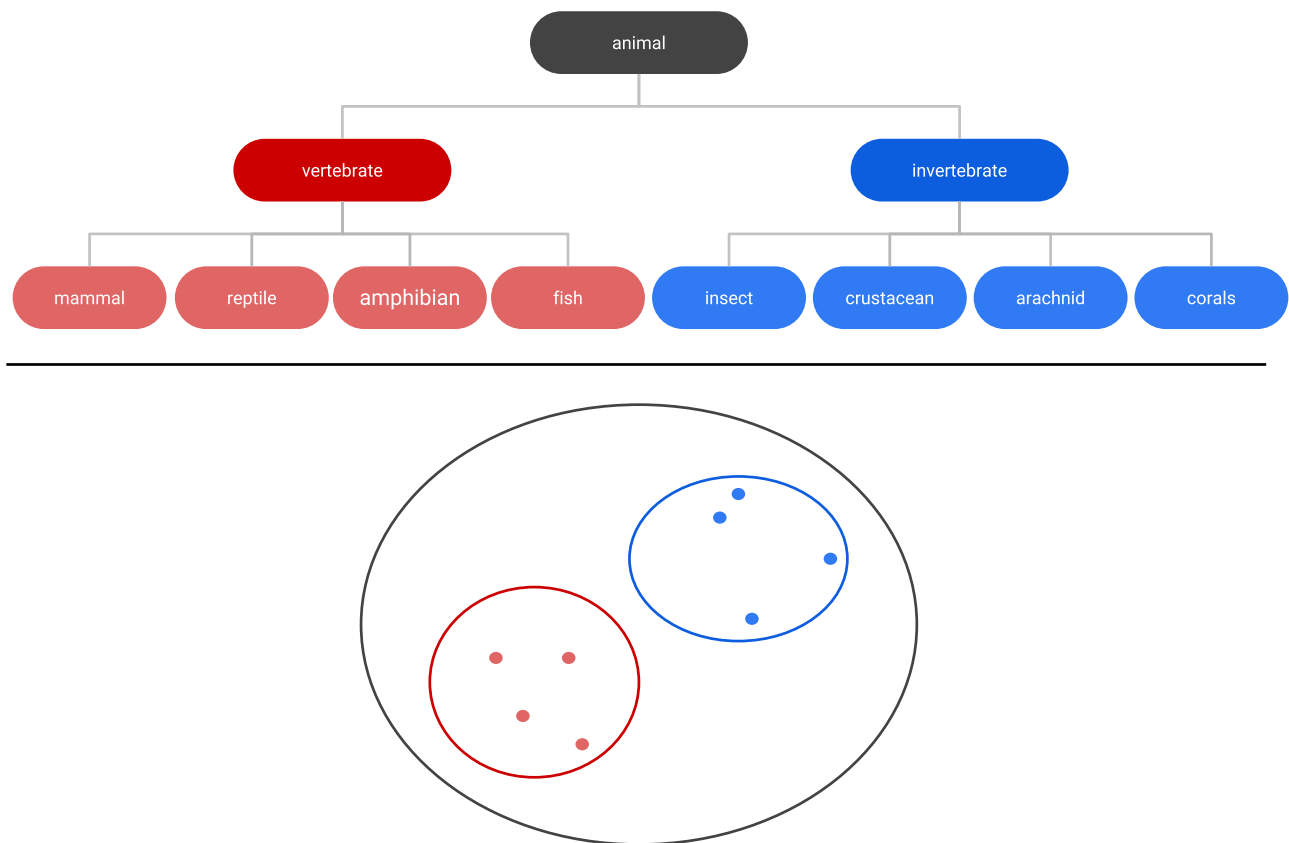 animal
vertebrate
invertebrate
mammal
reptile
amphibian
fish
insect
crustacean
arachnid
corals